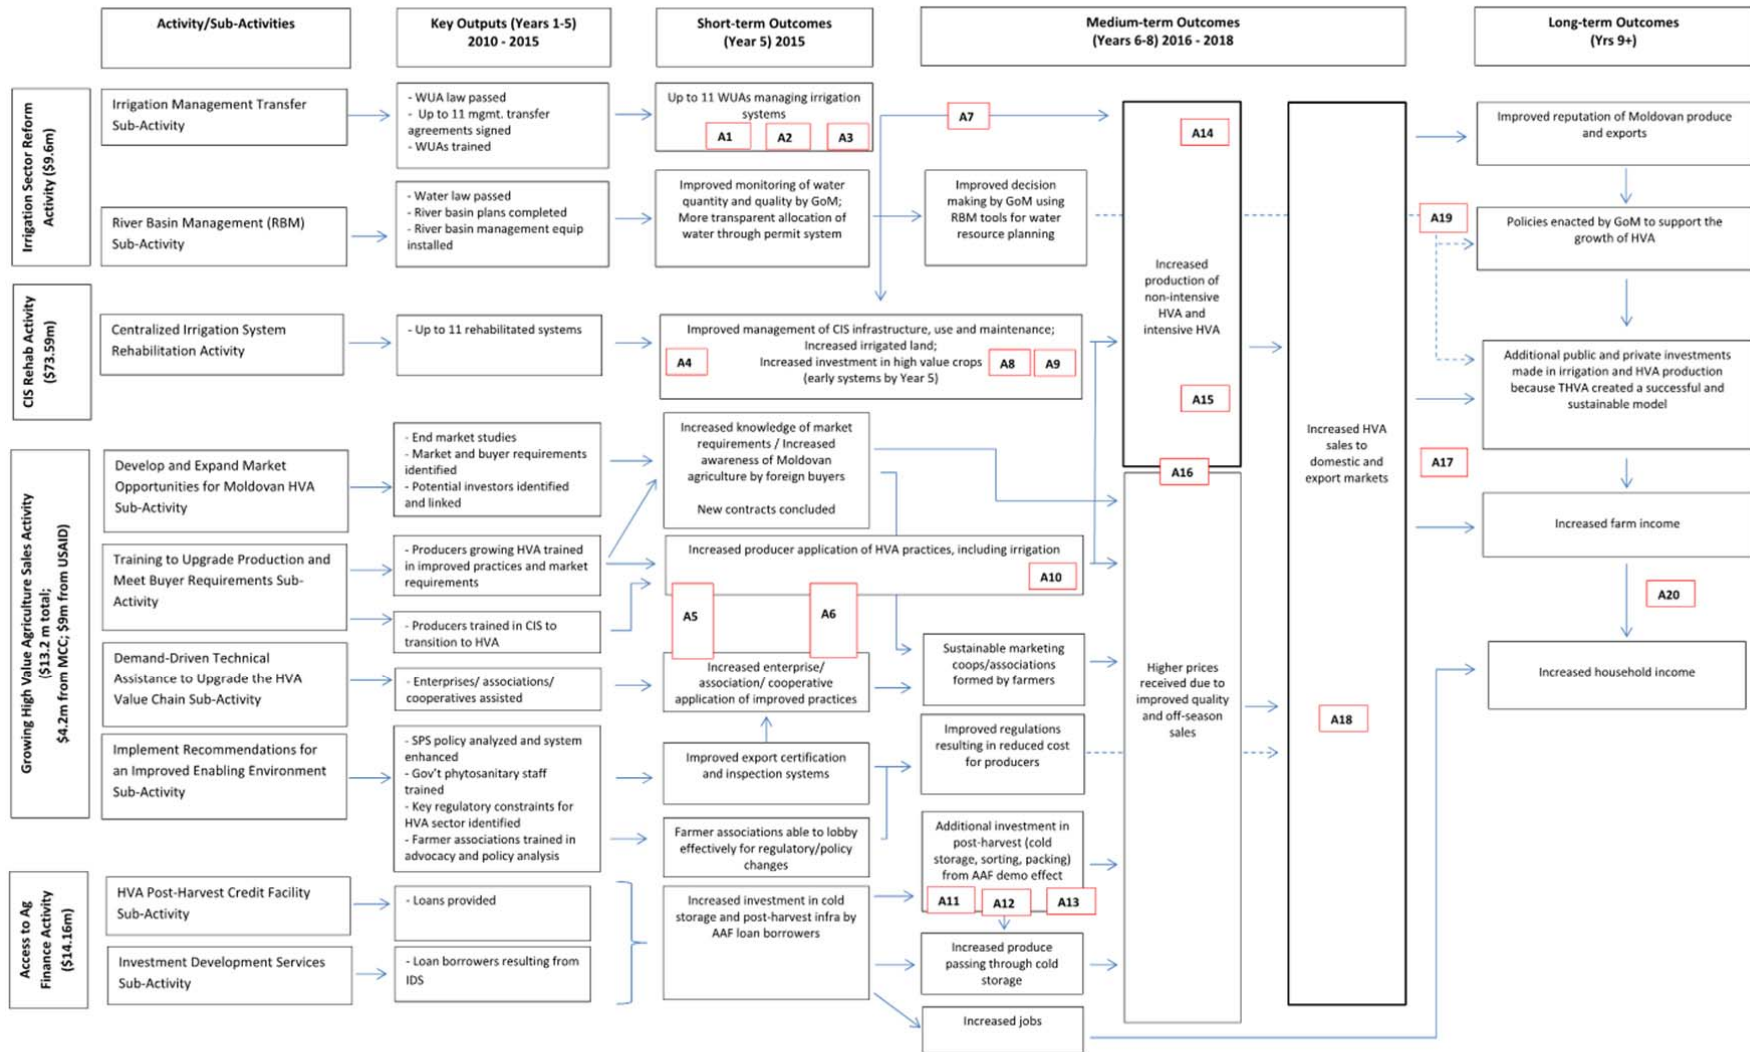 Activity/Sub-Activities
Key Outputs (Years 1-5)
2010 - 2015
Short-term Outcomes
(Year 5) 2015
Medium-term Outcomes
(Years 6-8) 2016 - 2018
Long-term Outcomes
(Yrs 9+)
Irrigation Sector Reform
Activity ($9.6m)
Irrigation Management Transfer
Sub-Activity
- WUA law passed
- Up to 11 mgmt. transfer
agreements signed
- WUAs trained
Up to 11 WUAs managing irrigation
systems
A1
A2
A3
A7
River Basin Management (RBM)
Sub-Activity
- Water law passed
- River basin plans completed
- River basin management equip
installed
Improved monitoring of water
quantity and quality by GoM;
More transparent allocation of
water through permit system
Improved decision
making by GoM using
RBM tools for water
resource planning
CIS Rehab Activity
($73.59m)
Centralized Irrigation System
Rehabilitation Activity
- Up to 11 rehabilitated systems
Improved management of CIS infrastructure, use and maintenance;
Increased irrigated land;
Increased investment in high value crops
(early systems by Year 5)
A4
A8
A9
Growing High Value Agriculture Sales Activity
($13.2 m total;
$4.2m from MCC; $9m from USAID)
Develop and Expand Market
Opportunities for Moldovan HVA
Sub-Activity
- End market studies
- Market and buyer requirements
identified
- Potential investors identified
and linked
Increased knowledge of market
requirements / Increased
awareness of Moldovan
agriculture by foreign buyers
New contracts concluded
Training to Upgrade Production and
Meet Buyer Requirements Sub-
Activity
- Producers growing HVA trained
in improved practices and market
requirements
- Producers trained in CIS to
transition to HVA
Increased producer application of HVA practices, including irrigation
A10
A5
A6
Demand-Driven Technical
Assistance to Upgrade the HVA
Value Chain Sub-Activity
- Enterprises/ associations/
cooperatives assisted
Increased enterprise/
association/ cooperative
application of improved practices
Sustainable marketing
coops/associations
formed by farmers
Implement Recommendations for
an Improved Enabling Environment
Sub-Activity
- SPS policy analyzed and system
enhanced
- Gov't phytosanitary staff
trained
- Key regulatory constraints for
HVA sector identified
- Farmer associations trained in
advocacy and policy analysis
Improved export certification
and inspection systems
Farmer associations able to lobby
effectively for regulatory/policy
changes
Improved regulations
resulting in reduced cost
for producers
Access to Ag
Finance Activity
($14.16m)
HVA Post-Harvest Credit Facility
Sub-Activity
- Loans provided
Investment Development Services
Sub-Activity
- Loan borrowers resulting from
IDS
Increased investment in cold
storage and post-harvest infra by
AAF loan borrowers
Additional investment in
post-harvest (cold
storage, sorting, packing)
from AAF demo effect
A11
A12
A13
Increased produce
passing through cold
storage
Increased jobs
A14
Increased
production of
non-intensive
HVA and
intensive HVA
A15
A16
Higher prices
received due to
improved quality
and off-season
sales
Increased HVA
sales to
domestic and
export markets
A18
Improved reputation of Moldovan produce
and exports
A19
Policies enacted by GoM to support the
growth of HVA
Additional public and private investments
made in irrigation and HVA production
because THVA created a successful and
sustainable model
A17
Increased farm income
A20
Increased household income